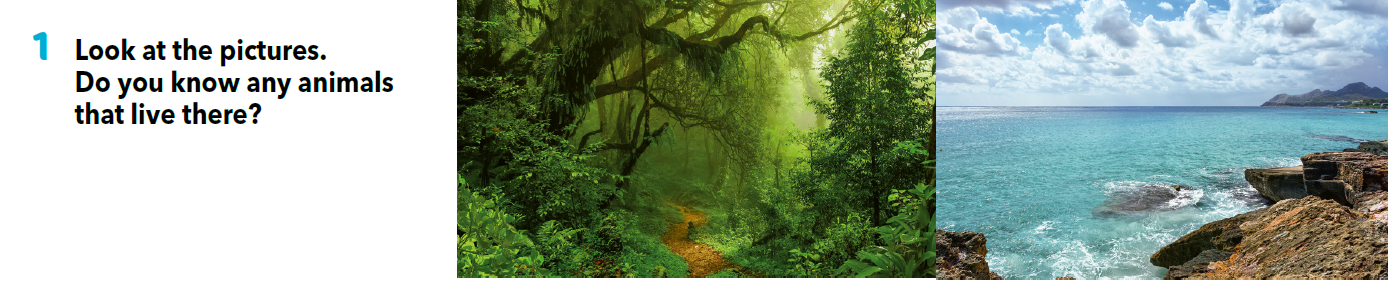 1 Look at the pictures.
Do you know any animals
that live there?